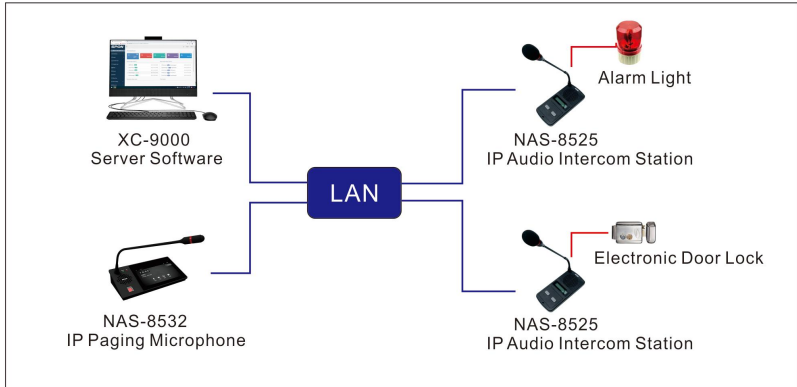 XC-9000
Server Software
NAS-8532
IP Paging Microphone
LAN
Alarm Light
NAS-8525
IP Audio Intercom Station
Electronic Door Lock
NAS-8525
IP Audio Intercom Station